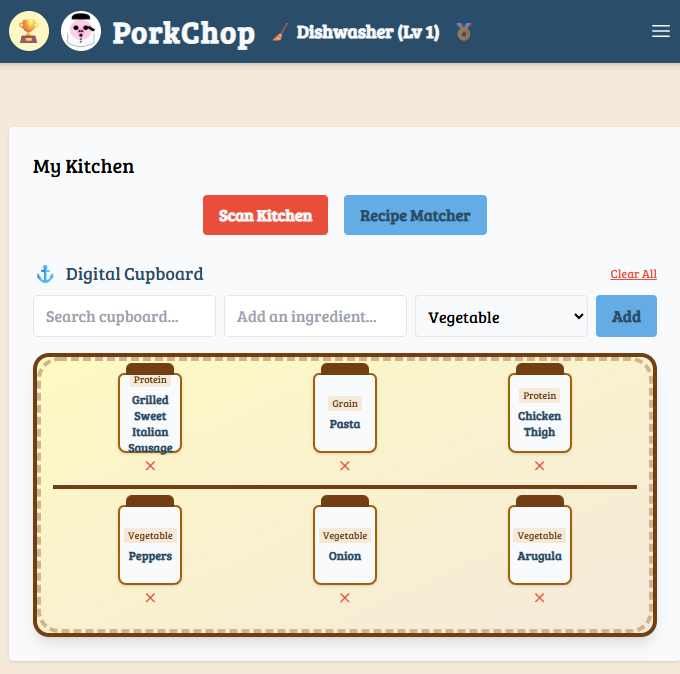 PorkChop Dishwasher (Lv 1)
My Kitchen
Scan Kitchen Recipe Matcher
Digital Cupboard Clear All
Search cupboard... Add an ingredient... Vegetable Add
Protein
Grilled
Sweet
Italian
Sausage
Grain
Pasta
Protein
Chicken
Thigh
Vegetable
Peppers
Vegetable
Onion
Vegetable
Arugula